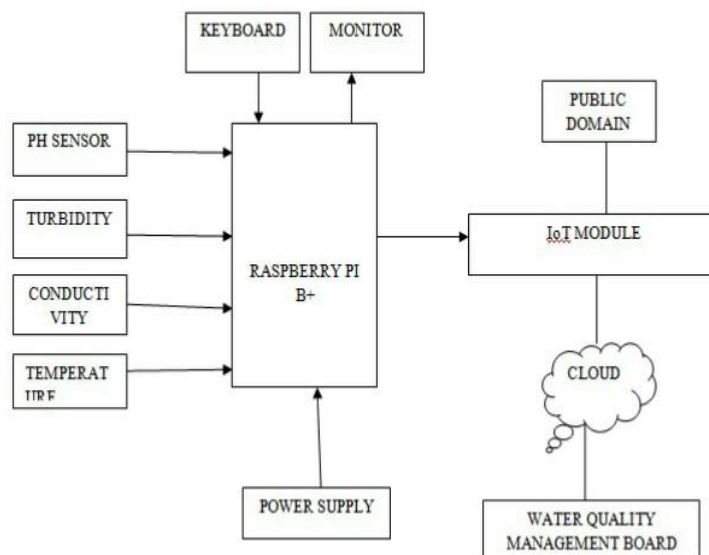 KEYBOARD
MONITOR
PUBLIC
DOMAIN
PH SENSOR
TURBIDITY
IoT MODULE
RASPBERRY PI
B+
CONDUCTI
VITY
TEMPERAT
URE
CLOUD
POWER SUPPLY
WATER QUALITY
MANAGEMENT BOARD